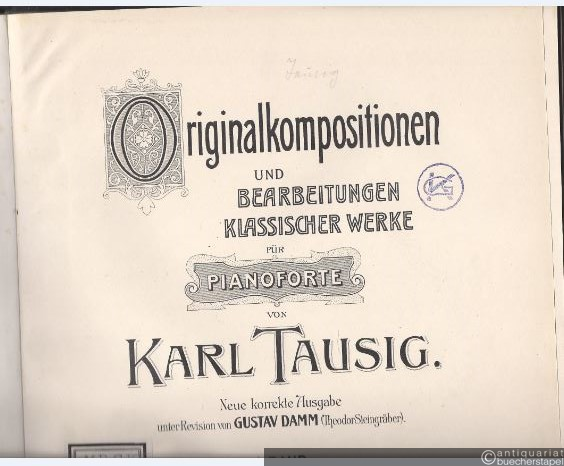 Tausig
Originalkompositionen
UND
BEARBEITUNGEN
KLASSISCHER WERKE
FÜR
PIANOFORTE
VON
KARL TAUSIG.
Neue korrekte Ausgabe
unter Revision von GUSTAV DAMM (Theodor Steingräber).
antiquariat
buecherstapel